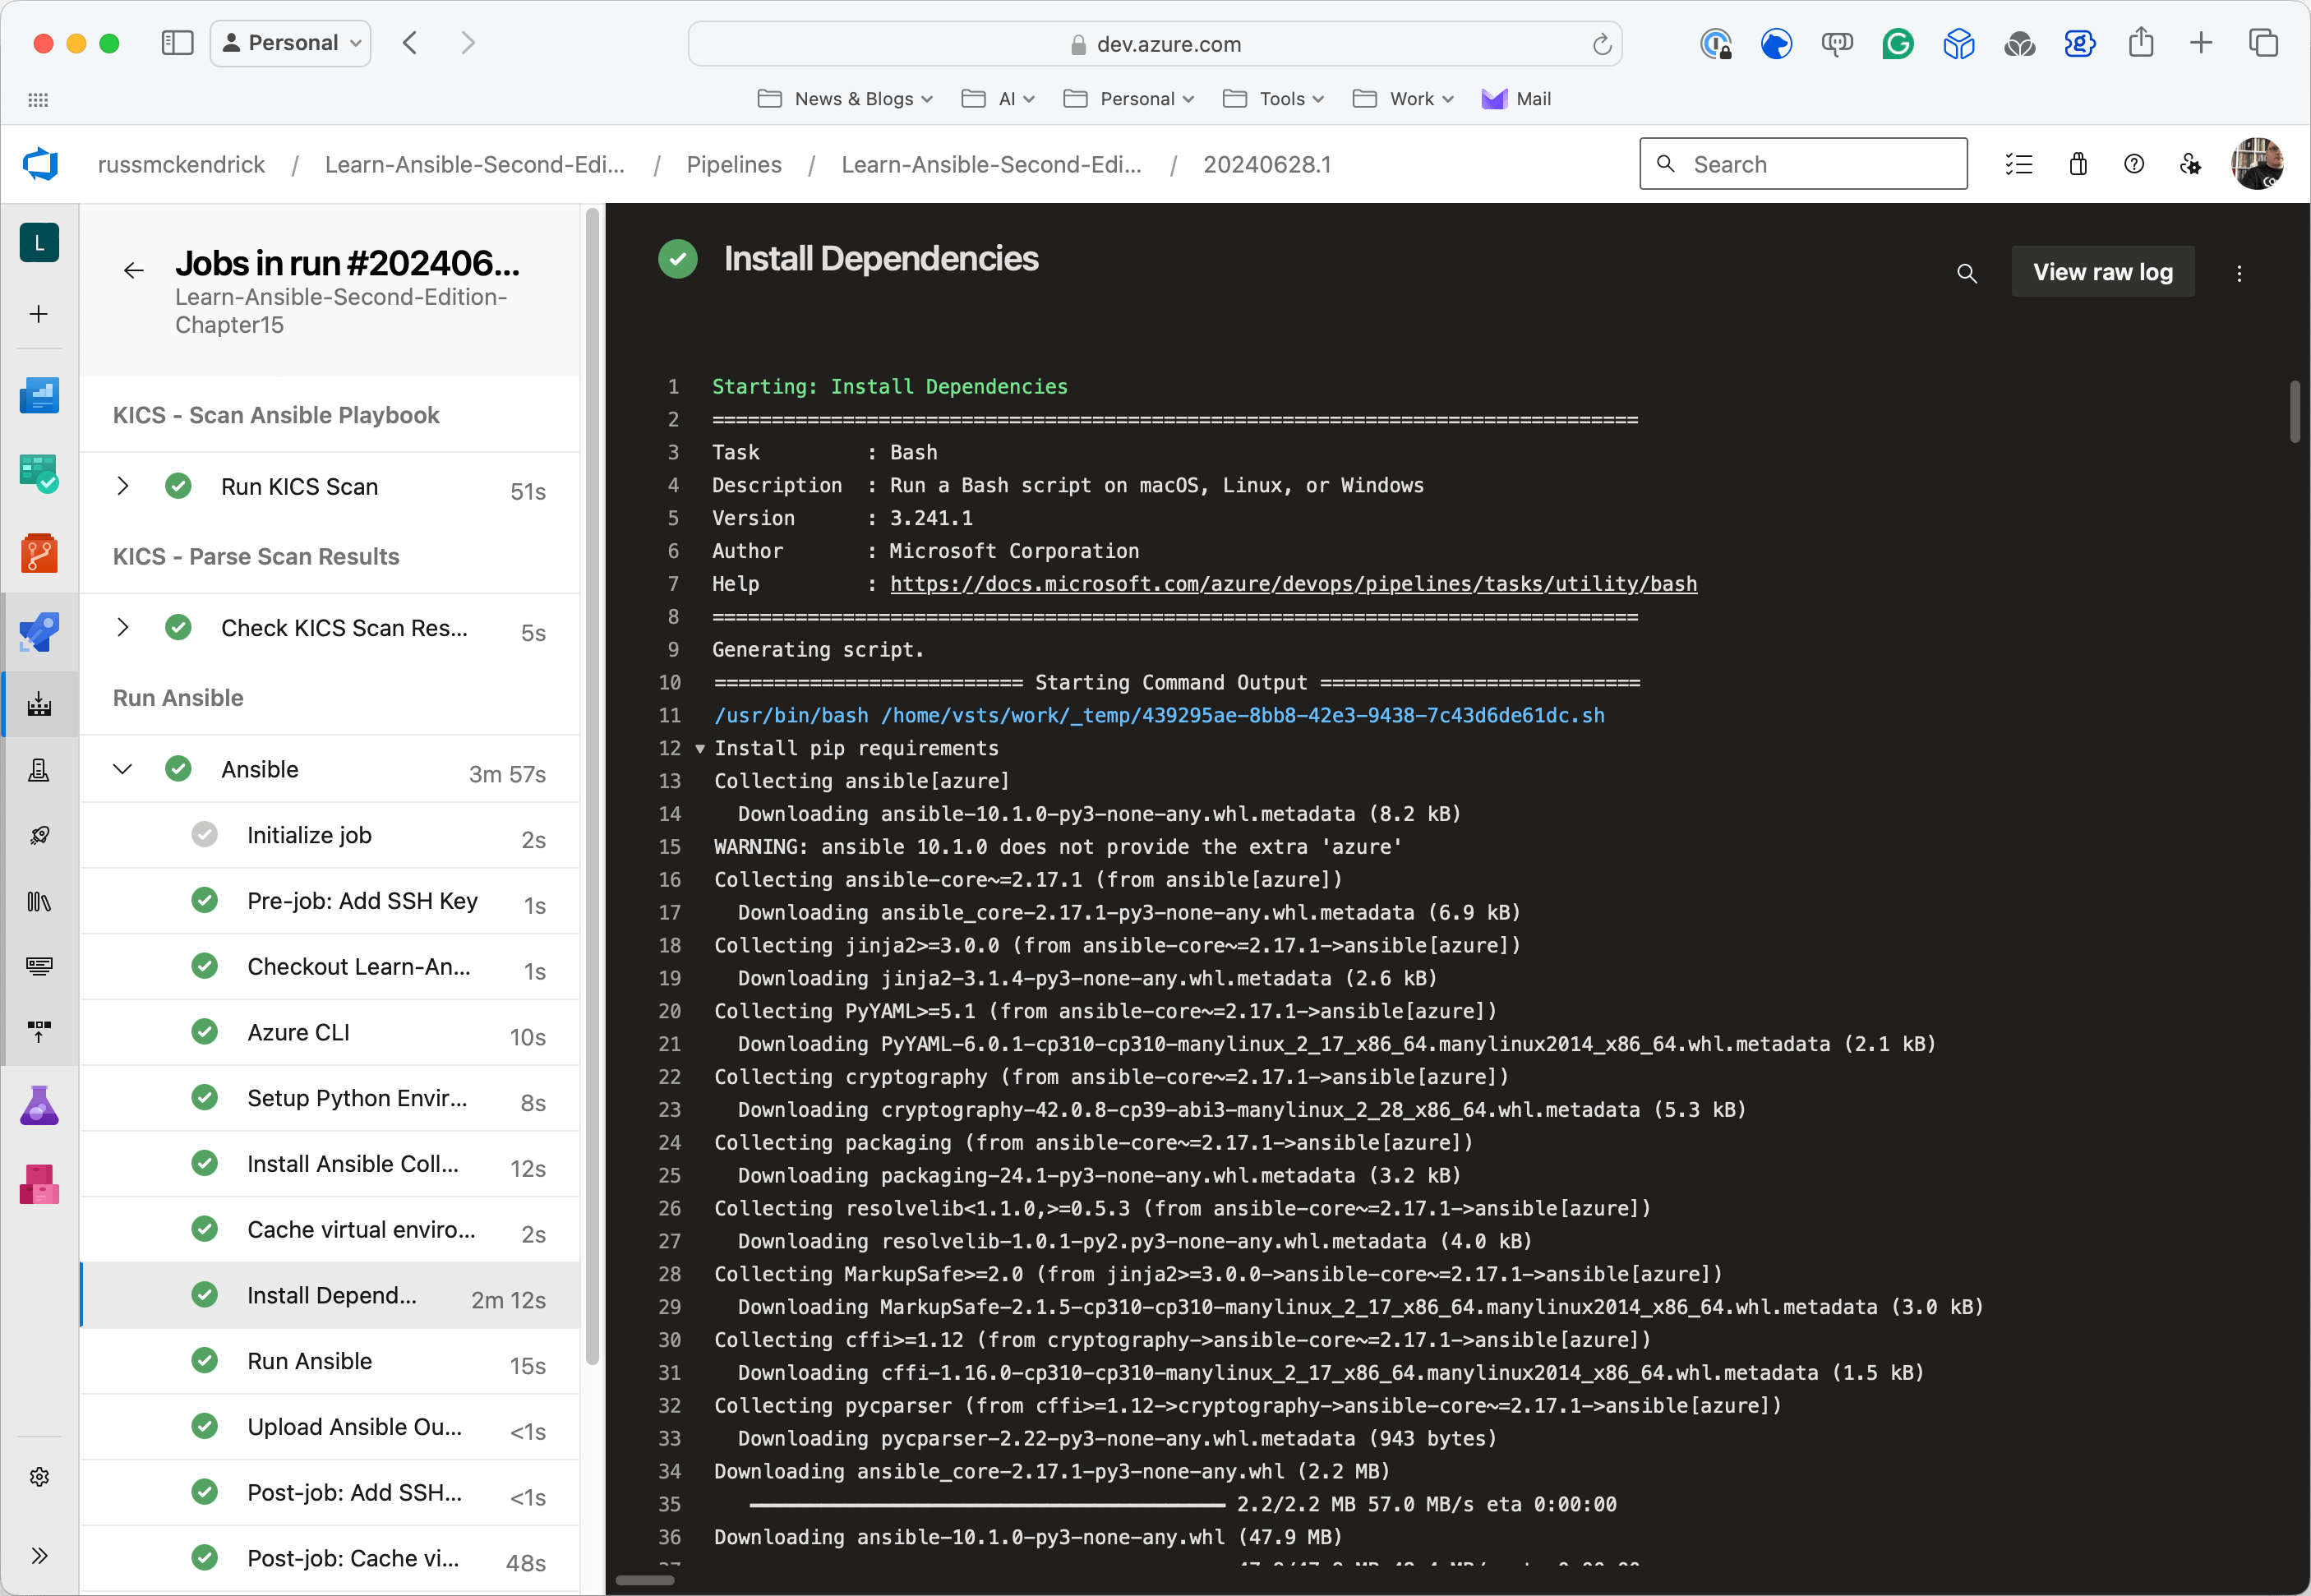 Personal
dev.azure.com
News & Blogs
AI
Personal
Tools
Work
Mail
russmckendrick / Learn-Ansible-Second-Edi... / Pipelines / Learn-Ansible-Second-Edi... / 20240628.1
Search
L
Jobs in run #202406...
Learn-Ansible-Second-Edition-
Chapter15
KICS - Scan Ansible Playbook
Run KICS Scan 51s
KICS - Parse Scan Results
Check KICS Scan Res... 5s
Run Ansible
Ansible 3m 57s
Initialize job 2s
Pre-job: Add SSH Key 1s
Checkout Learn-An... 1s
Azure CLI 10s
Setup Python Envir... 8s
Install Ansible Coll... 12s
Cache virtual enviro... 2s
Install Depend... 2m 12s
Run Ansible 15s
Upload Ansible Ou... <1s
Post-job: Add SSH... <1s
Post-job: Cache vi... 48s
Install Dependencies
View raw log
1 Starting: Install Dependencies
2 ==============================================================================
3 Task         : Bash
4 Description  : Run a Bash script on macOS, Linux, or Windows
5 Version      : 3.241.1
6 Author       : Microsoft Corporation
7 Help         : https://docs.microsoft.com/azure/devops/pipelines/tasks/utility/bash
8 ==============================================================================
9 Generating script.
10 ========================== Starting Command Output ===========================
11 /usr/bin/bash /home/vsts/work/_temp/439295ae-8bb8-42e3-9438-7c43d6de61dc.sh
12 Install pip requirements
13 Collecting ansible[azure]
14   Downloading ansible-10.1.0-py3-none-any.whl.metadata (8.2 kB)
15 WARNING: ansible 10.1.0 does not provide the extra 'azure'
16 Collecting ansible-core~=2.17.1 (from ansible[azure])
17   Downloading ansible_core-2.17.1-py3-none-any.whl.metadata (6.9 kB)
18 Collecting jinja2>=3.0.0 (from ansible-core~=2.17.1->ansible[azure])
19   Downloading jinja2-3.1.4-py3-none-any.whl.metadata (2.6 kB)
20 Collecting PyYAML>=5.1 (from ansible-core~=2.17.1->ansible[azure])
21   Downloading PyYAML-6.0.1-cp310-cp310-manylinux_2_17_x86_64.manylinux2014_x86_64.whl.metadata (2.1 kB)
22 Collecting cryptography (from ansible-core~=2.17.1->ansible[azure])
23   Downloading cryptography-42.0.8-cp39-abi3-manylinux_2_28_x86_64.whl.metadata (5.3 kB)
24 Collecting packaging (from ansible-core~=2.17.1->ansible[azure])
25   Downloading packaging-24.1-py3-none-any.whl.metadata (3.2 kB)
26 Collecting resolvelib<1.1.0,>=0.5.3 (from ansible-core~=2.17.1->ansible[azure])
27   Downloading resolvelib-1.0.1-py2.py3-none-any.whl.metadata (4.0 kB)
28 Collecting MarkupSafe>=2.0 (from jinja2>=3.0.0->ansible-core~=2.17.1->ansible[azure])
29   Downloading MarkupSafe-2.1.5-cp310-cp310-manylinux_2_17_x86_64.manylinux2014_x86_64.whl.metadata (3.0 kB)
30 Collecting cffi>=1.12 (from cryptography->ansible-core~=2.17.1->ansible[azure])
31   Downloading cffi-1.16.0-cp310-cp310-manylinux_2_17_x86_64.manylinux2014_x86_64.whl.metadata (1.5 kB)
32 Collecting pycparser (from cffi>=1.12->cryptography->ansible-core~=2.17.1->ansible[azure])
33   Downloading pycparser-2.22-py3-none-any.whl.metadata (943 bytes)
34 Downloading ansible_core-2.17.1-py3-none-any.whl (2.2 MB)
35 2.2/2.2 MB 57.0 MB/s eta 0:00:00
36 Downloading ansible-10.1.0-py3-none-any.whl (47.9 MB)